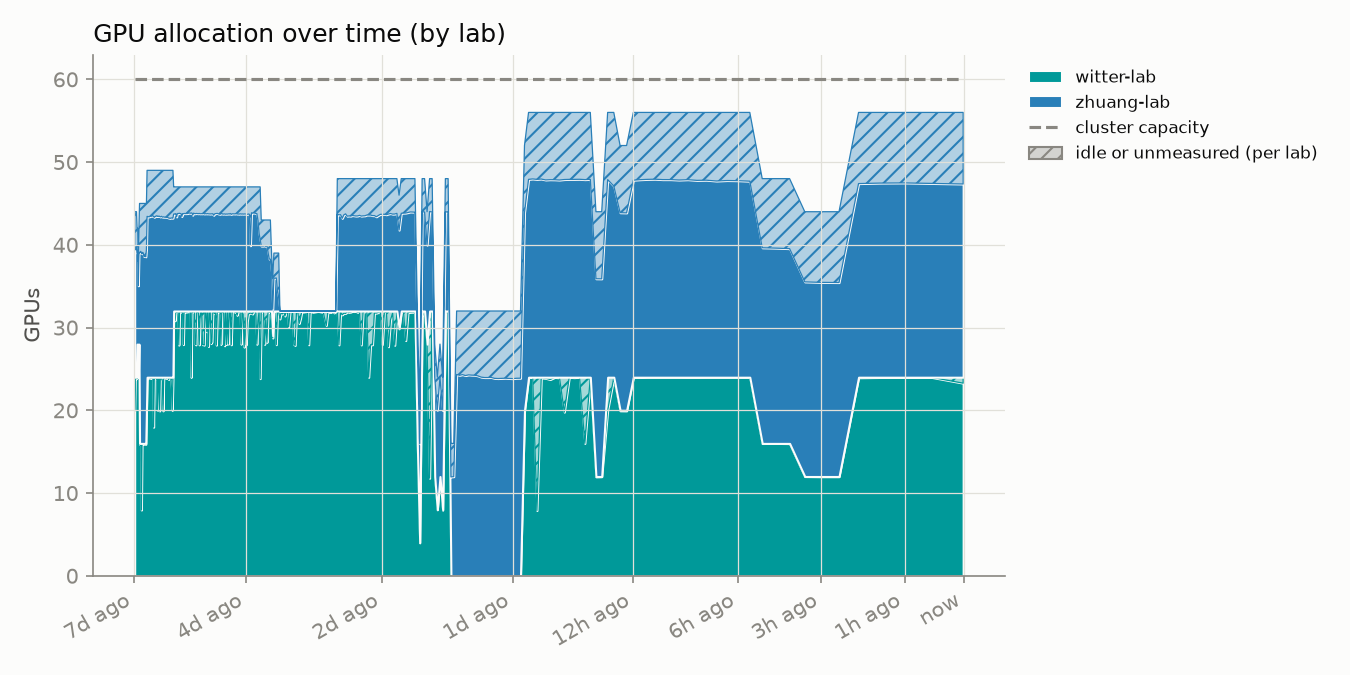 GPU allocation over time (by lab)
60
50
40
30
20
10
0
GPUs
7d ago
4d ago
2d ago
1d ago
12h ago
6h ago
3h ago
1h ago
now
witter-lab
zhuang-lab
cluster capacity
idle or unmeasured (per lab)